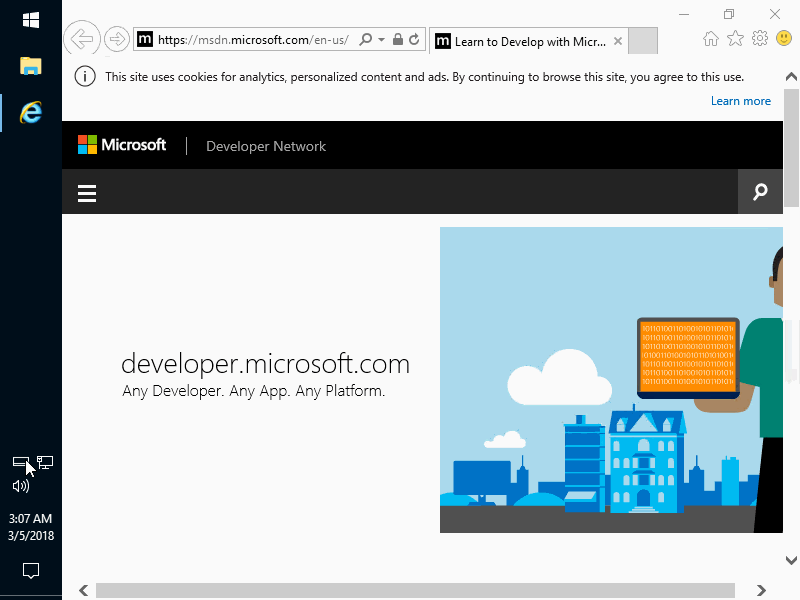 https://msdn.microsoft.com/en-us/
Learn to Develop with Micr...
This site uses cookies for analytics, personalized content and ads. By continuing to browse this site, you agree to this use.
Learn more
Microsoft
Developer Network
developer.microsoft.com
Any Developer. Any App. Any Platform.
3:07 AM
3/5/2018